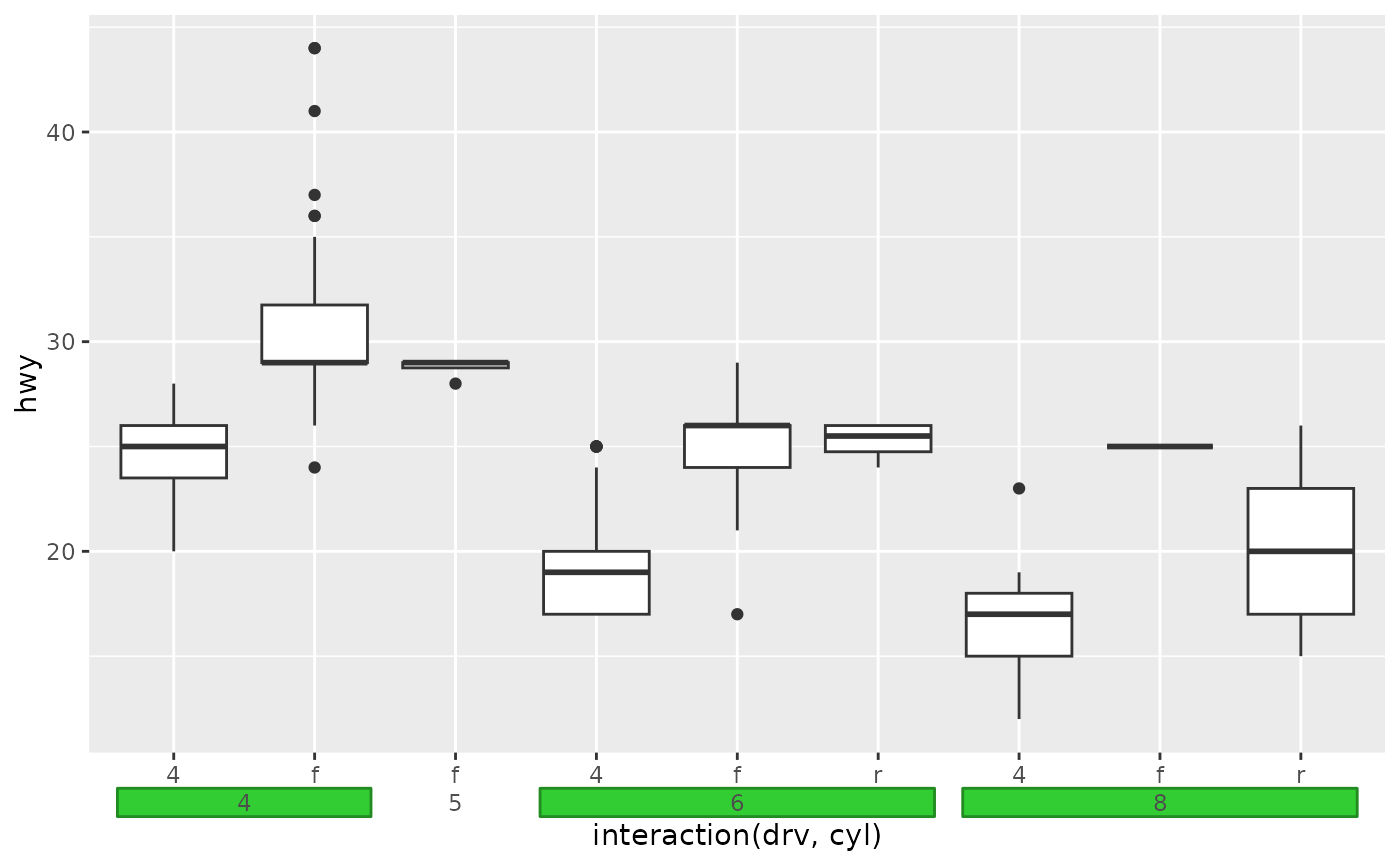 40
30
20
hwy
4 f f 4 f r 4 f r
4 5 6 8
interaction(drv, cyl)